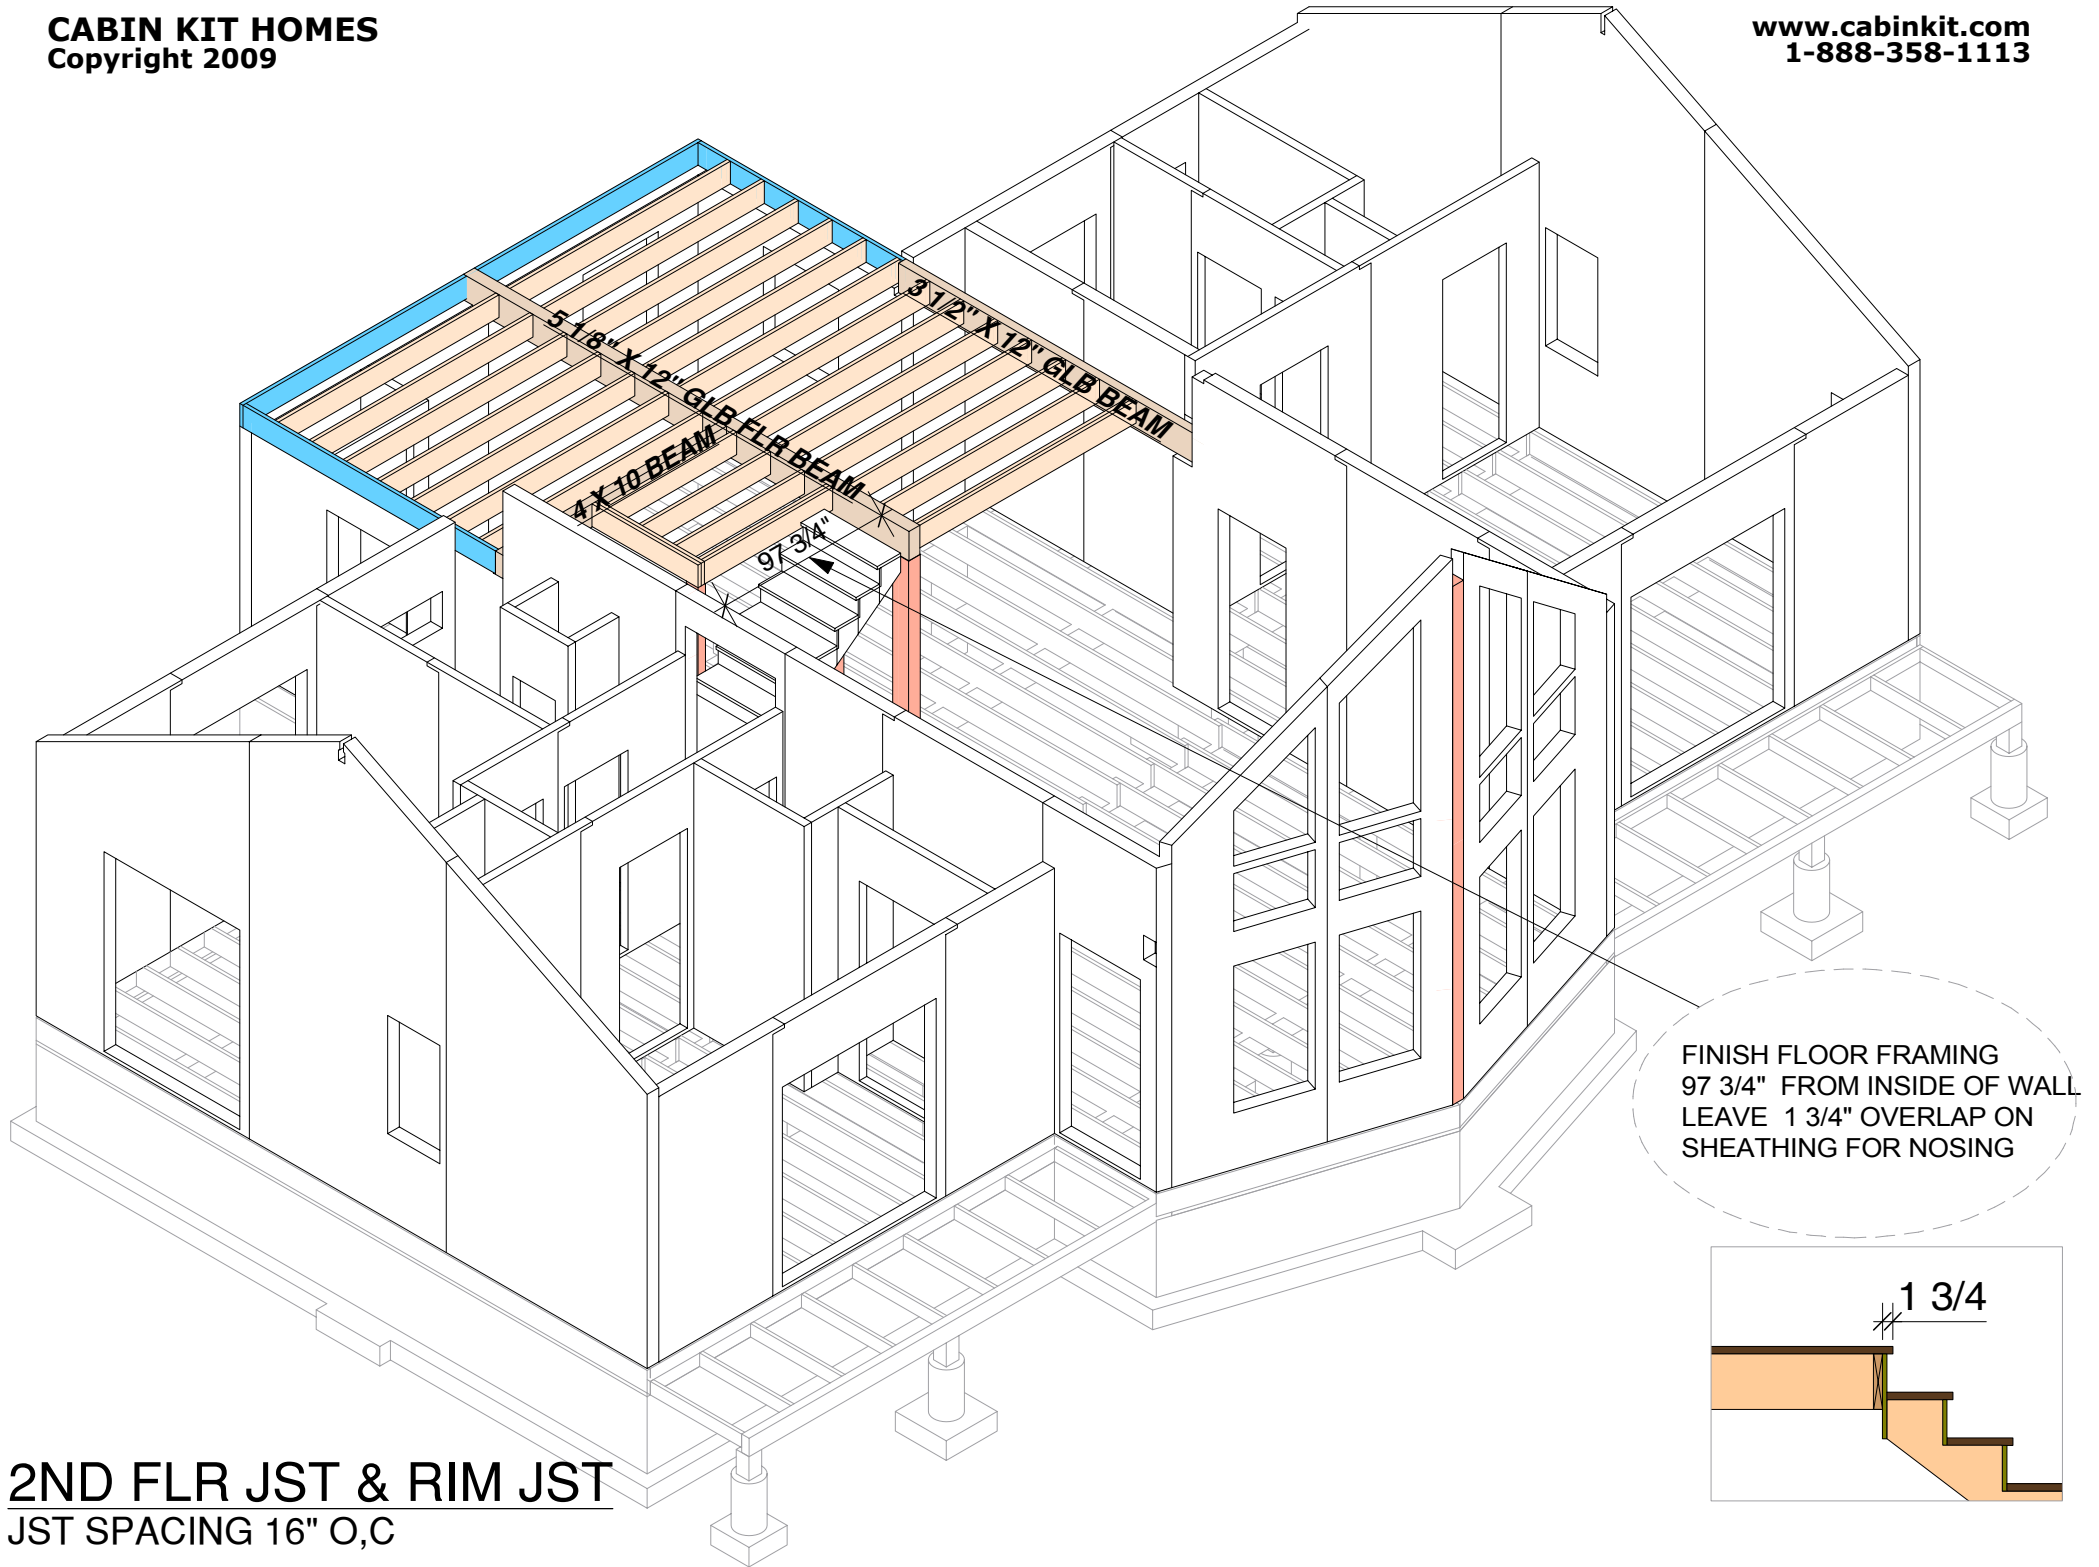 CABIN KIT HOMES
Copyright 2009
www.cabinkit.com
1-888-358-1113
3 1/2" X 12" GLB BEAM
5 1/8" X 12" GLB FLR BEAM
4 X 10 BEAM
97 3/4"
FINISH FLOOR FRAMING
97 3/4" FROM INSIDE OF WALL
LEAVE 1 3/4" OVERLAP ON
SHEATHING FOR NOSING
1 3/4
2ND FLR JST & RIM JST
JST SPACING 16" O,C